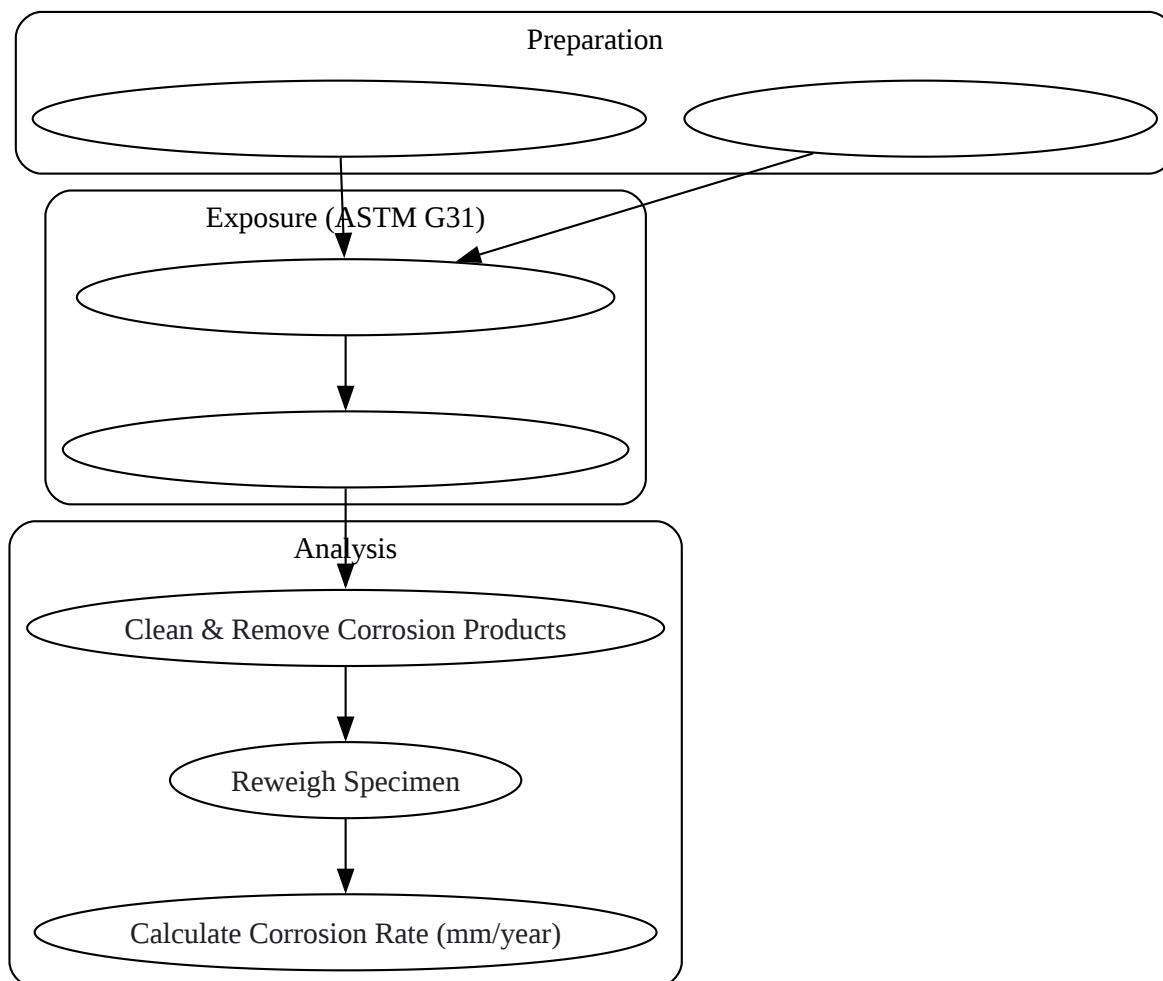 Preparation
Exposure (ASTM G31)
Analysis
Clean & Remove Corrosion Products
Reweigh Specimen
Calculate Corrosion Rate (mm/year)